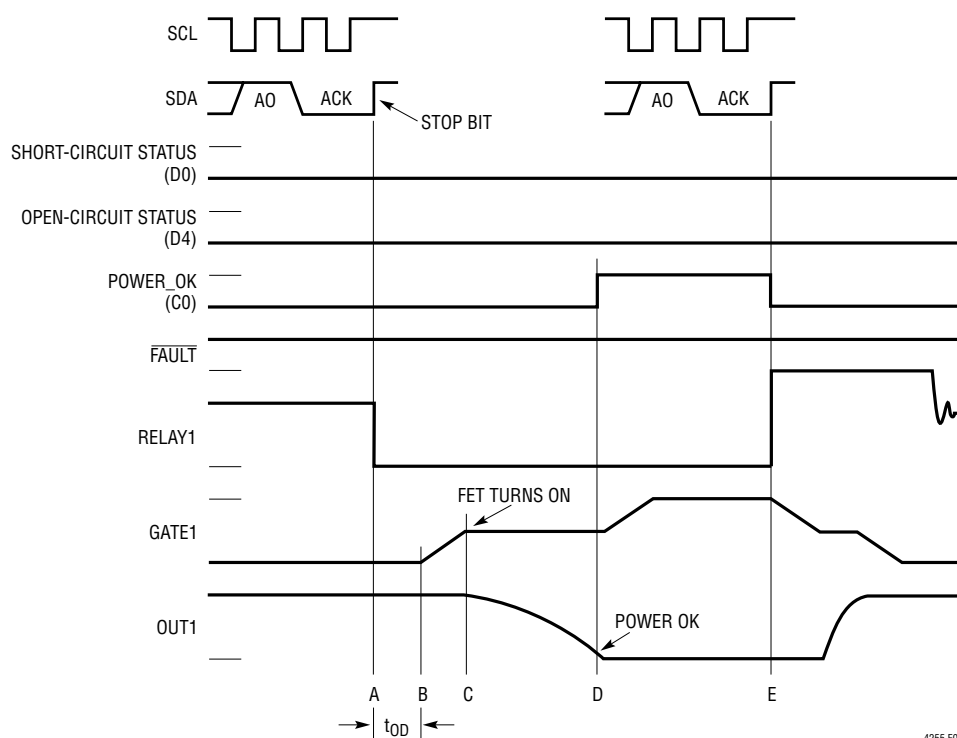 SCL
SDA
AO
ACK
STOP BIT
AO
ACK
SHORT-CIRCUIT STATUS
(D0)
OPEN-CIRCUIT STATUS
(D4)
POWER_OK
(C0)
FAULT
RELAY1
FET TURNS ON
GATE1
POWER OK
OUT1
A B C D E
tOD